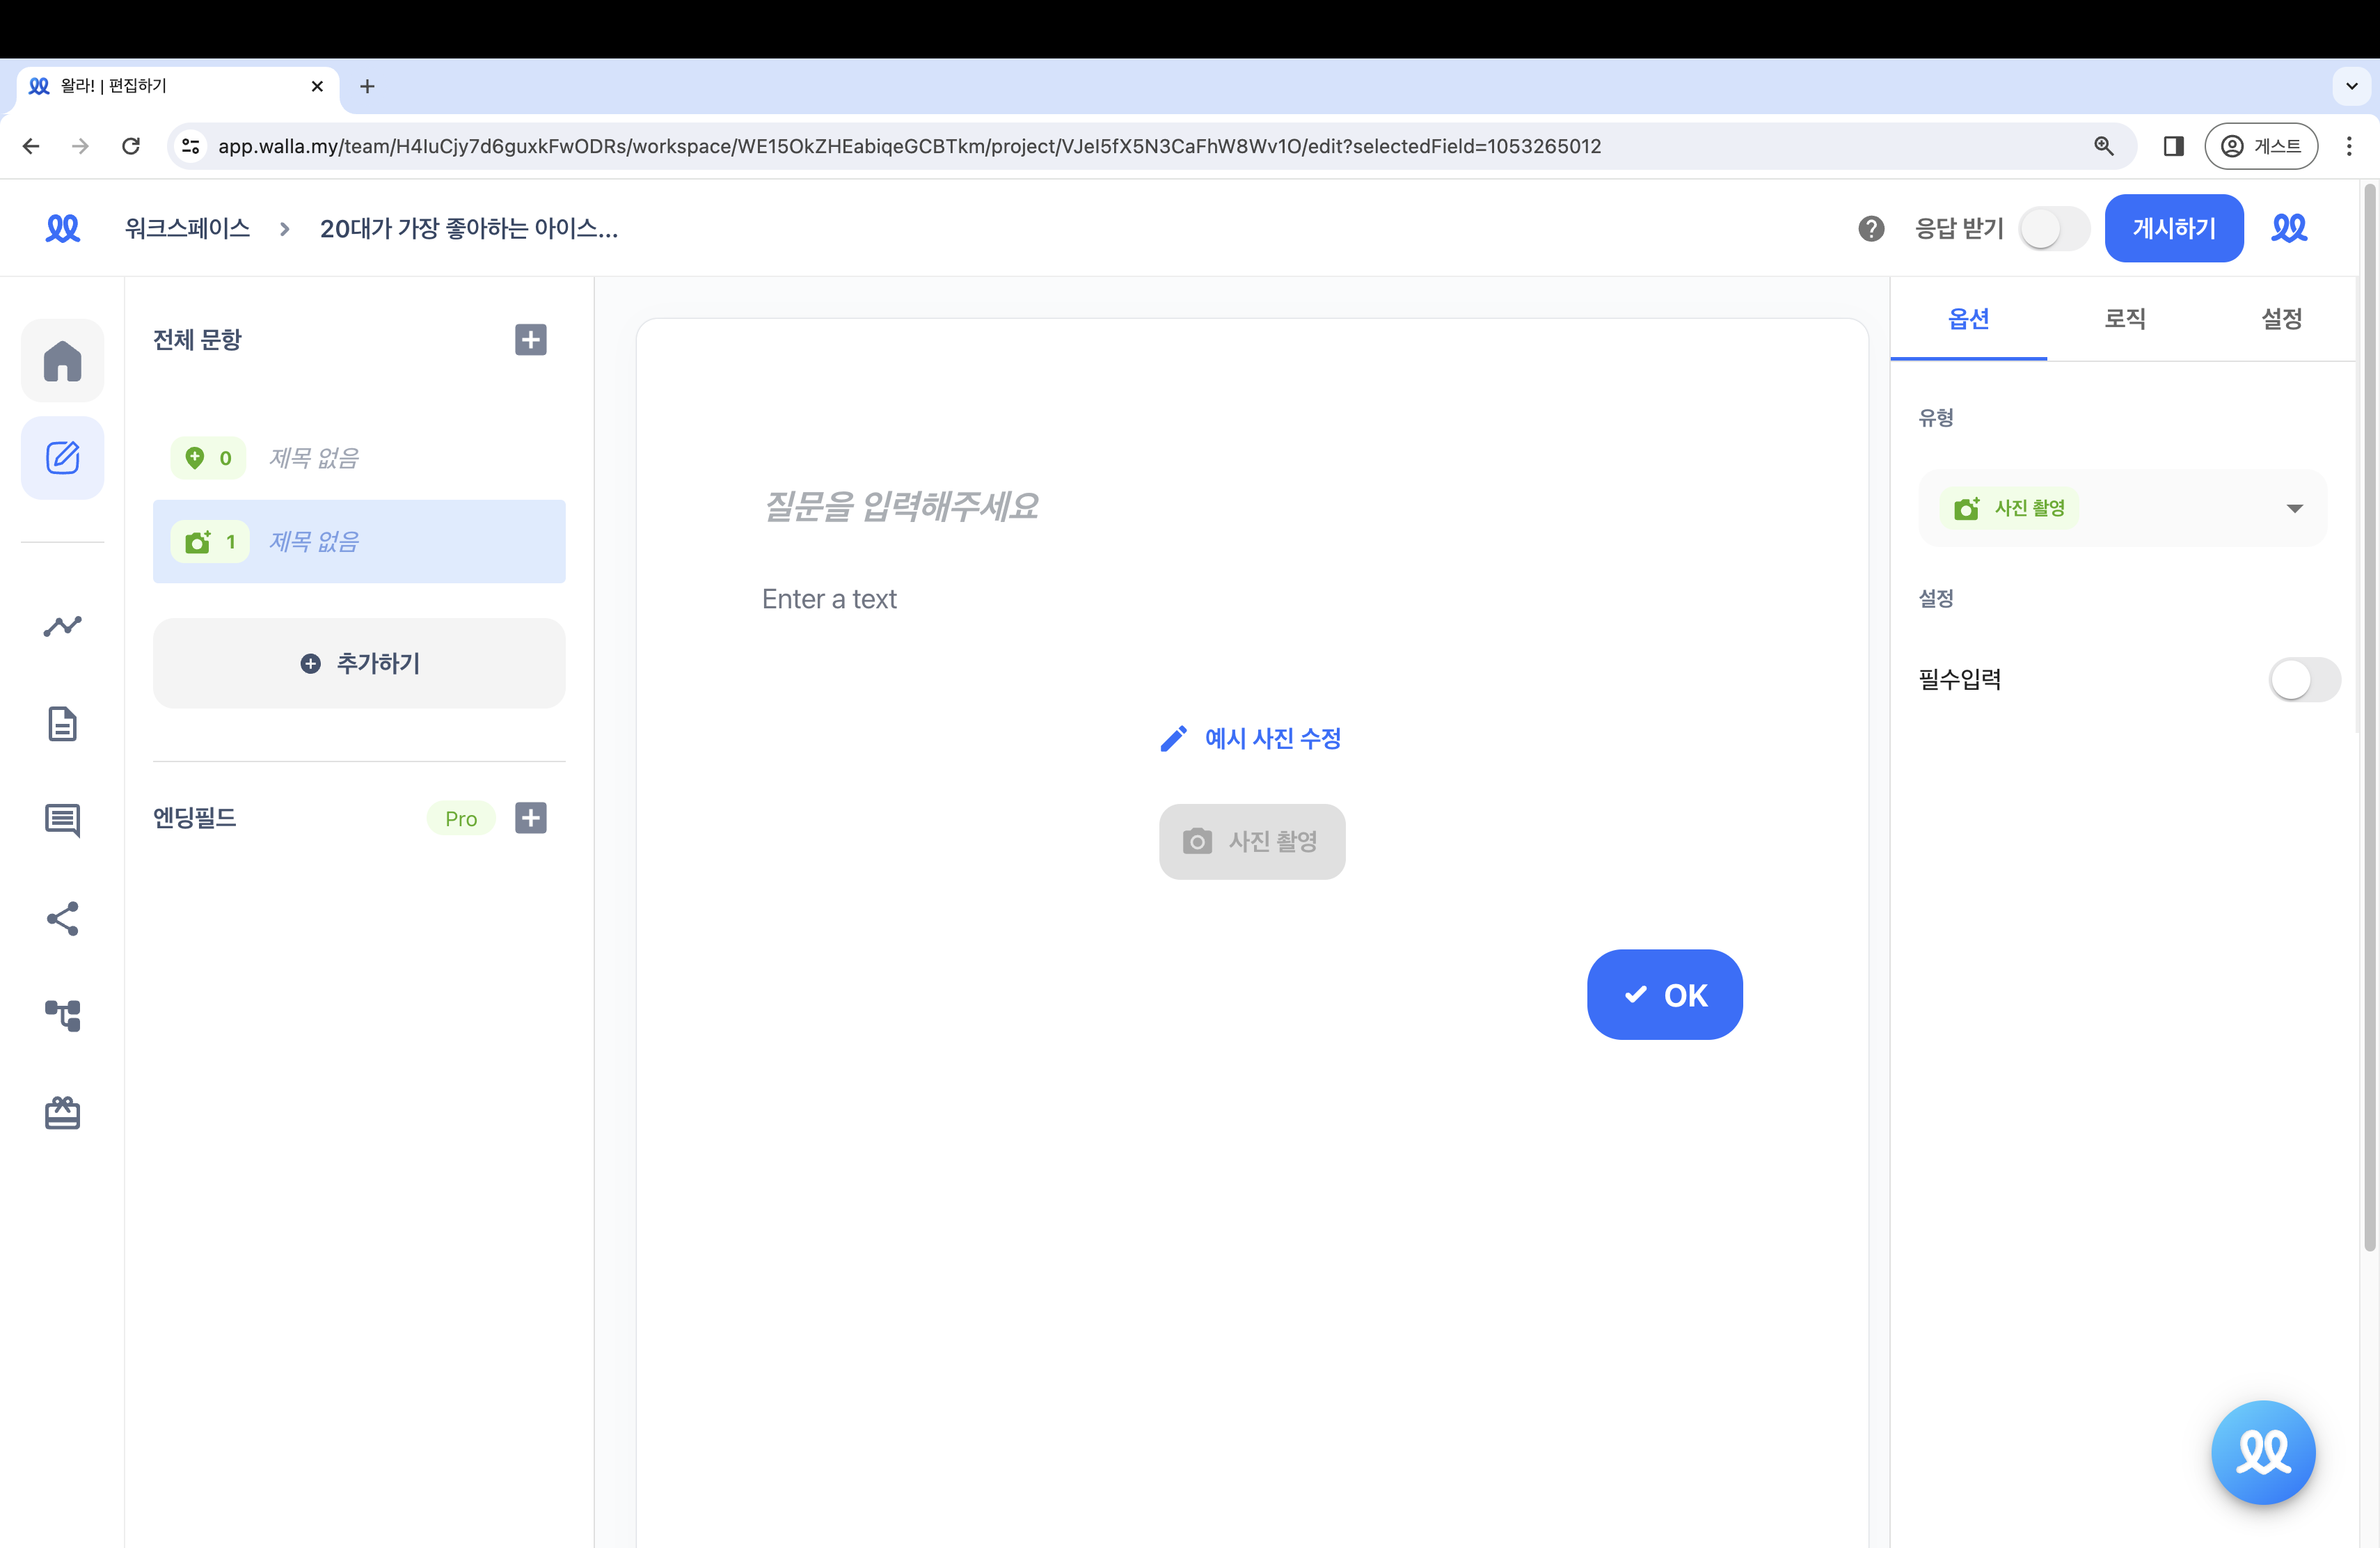 왈라! | 편집하기
app.walla.my/team/H4IuCjy7d6guxkFwODRs/workspace/WE15OkZHEabiqeGCBTkm/project/VJeI5fX5N3CaFhW8Wv1O/edit?selectedField=1053265012
게스트
워크스페이스 > 20대가 가장 좋아하는 아이스...
응답 받기
게시하기
전체 문항
0 제목 없음
1 제목 없음
추가하기
엔딩필드 Pro
질문을 입력해주세요
Enter a text
예시 사진 수정
사진 촬영
OK
옵션 로직 설정
유형
사진 촬영
설정
필수입력